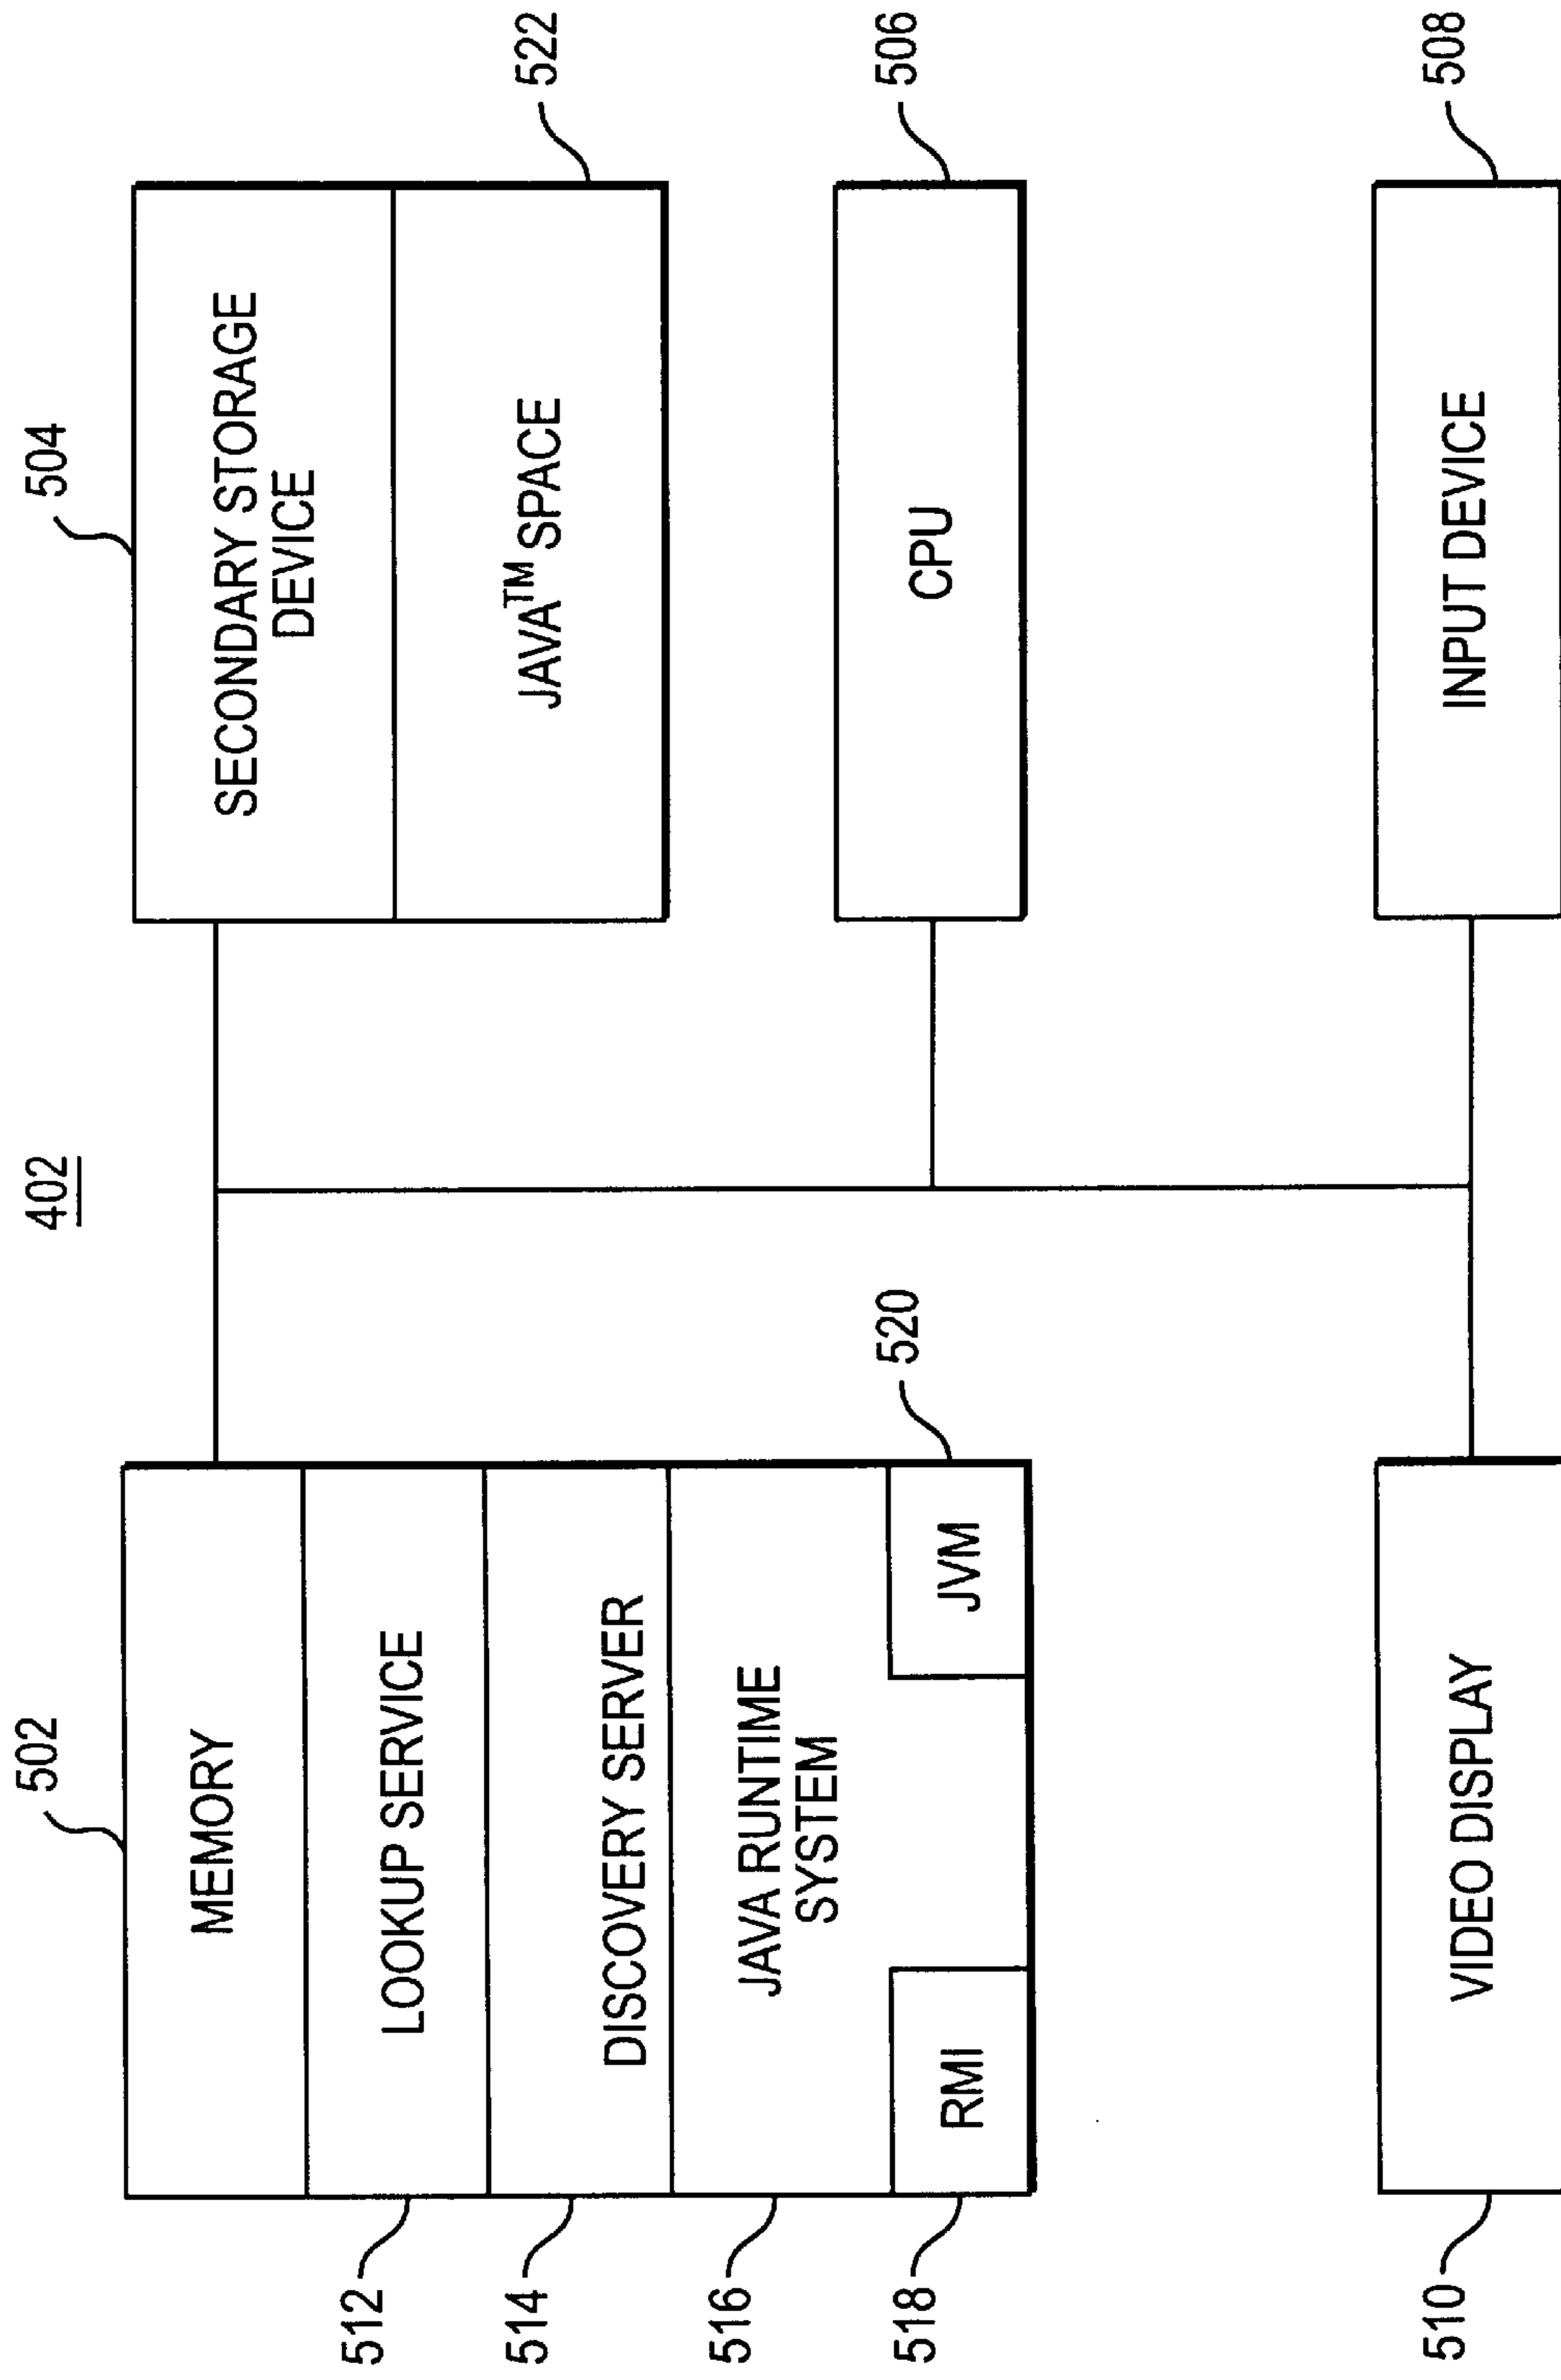 402
502
MEMORY
512
LOOKUP SERVICE
514
DISCOVERY SERVER
516
JAVA RUNTIME
SYSTEM
518
RMI
JVM
520
504
SECONDARY STORAGE
DEVICE
JAVA™ SPACE
522
CPU
506
510
VIDEO DISPLAY
INPUT DEVICE
508